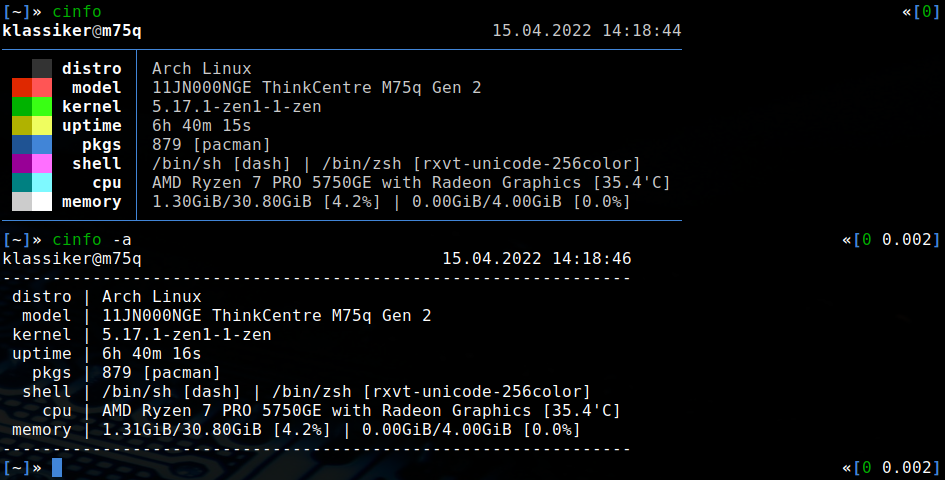 [~]» cinfo «[0]
klassiker@m75q 15.04.2022 14:18:44
distro Arch Linux
model 11JN000NGE ThinkCentre M75q Gen 2
kernel 5.17.1-zen1-1-zen
uptime 6h 40m 15s
pkgs 879 [pacman]
shell /bin/sh [dash] | /bin/zsh [rxvt-unicode-256color]
cpu AMD Ryzen 7 PRO 5750GE with Radeon Graphics [35.4'C]
memory 1.30GiB/30.80GiB [4.2%] | 0.00GiB/4.00GiB [0.0%]
[~]» cinfo -a «[0 0.002]
klassiker@m75q 15.04.2022 14:18:46
---------------------------------------------------------------
distro | Arch Linux
model | 11JN000NGE ThinkCentre M75q Gen 2
kernel | 5.17.1-zen1-1-zen
uptime | 6h 40m 16s
pkgs | 879 [pacman]
shell | /bin/sh [dash] | /bin/zsh [rxvt-unicode-256color]
cpu | AMD Ryzen 7 PRO 5750GE with Radeon Graphics [35.4'C]
memory | 1.31GiB/30.80GiB [4.2%] | 0.00GiB/4.00GiB [0.0%]
---------------------------------------------------------------
[~]» «[0 0.002]